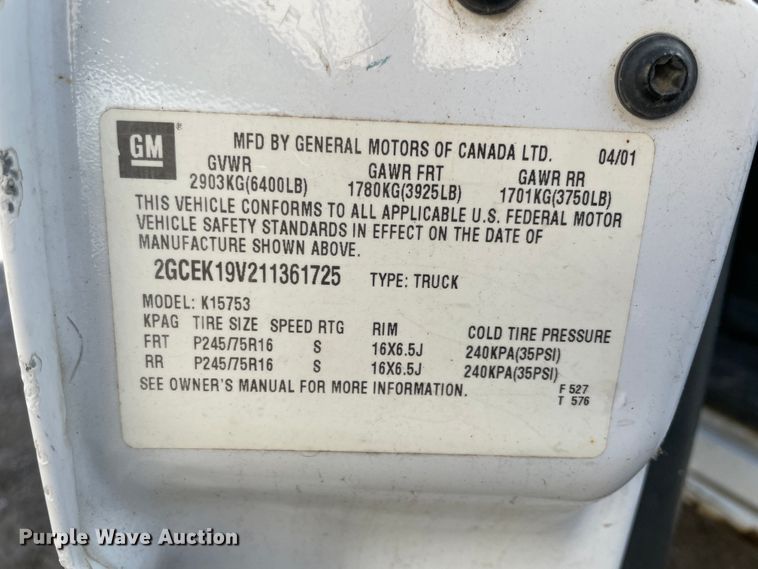 GM ®
MFD BY GENERAL MOTORS OF CANADA LTD. 04/01
GVWR GAWR FRT GAWR RR
2903KG(6400LB) 1780KG(3925LB) 1701KG(3750LB)
THIS VEHICLE CONFORMS TO ALL APPLICABLE U.S. FEDERAL MOTOR
VEHICLE SAFETY STANDARDS IN EFFECT ON THE DATE OF
MANUFACTURE SHOWN ABOVE.
2GCEK19V211361725 TYPE: TRUCK
MODEL: K15753
KPAG TIRE SIZE SPEED RTG RIM COLD TIRE PRESSURE
FRT P245/75R16 S 16X6.5J 240KPA(35PSI)
RR P245/75R16 S 16X6.5J 240KPA(35PSI)
SEE OWNER'S MANUAL FOR MORE INFORMATION. F 527
T 576
Purple Wave Auction